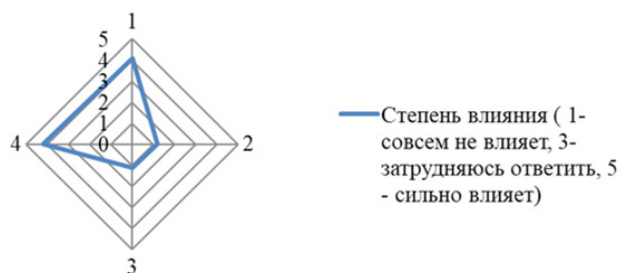 1
5
4
3
2
1
0
4
2
3
Степень влияния ( 1-
совсем не влияет, 3-
затрудняюсь ответить, 5
- сильно влияет)